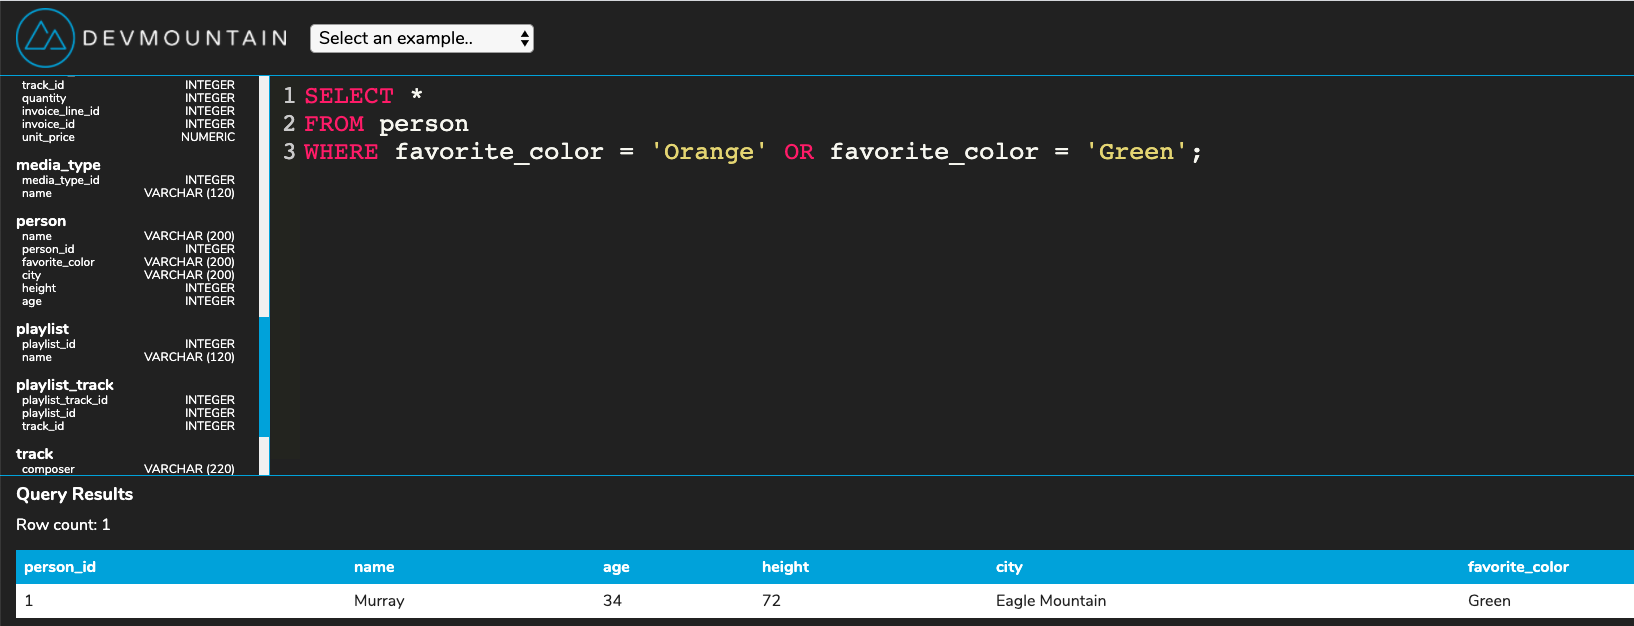 DEVMOUNTAIN
Select an example..
track_id INTEGER
quantity INTEGER
invoice_line_id INTEGER
invoice_id INTEGER
unit_price NUMERIC
media_type
media_type_id INTEGER
name VARCHAR (120)
person
name VARCHAR (200)
person_id INTEGER
favorite_color VARCHAR (200)
city VARCHAR (200)
height INTEGER
age INTEGER
playlist
playlist_id INTEGER
name VARCHAR (120)
playlist_track
playlist_track_id INTEGER
playlist_id INTEGER
track_id INTEGER
track
composer VARCHAR (220)
1 SELECT *
2 FROM person
3 WHERE favorite_color = 'Orange' OR favorite_color = 'Green';
Query Results
Row count: 1
person_id name age height city favorite_color
1 Murray 34 72 Eagle Mountain Green